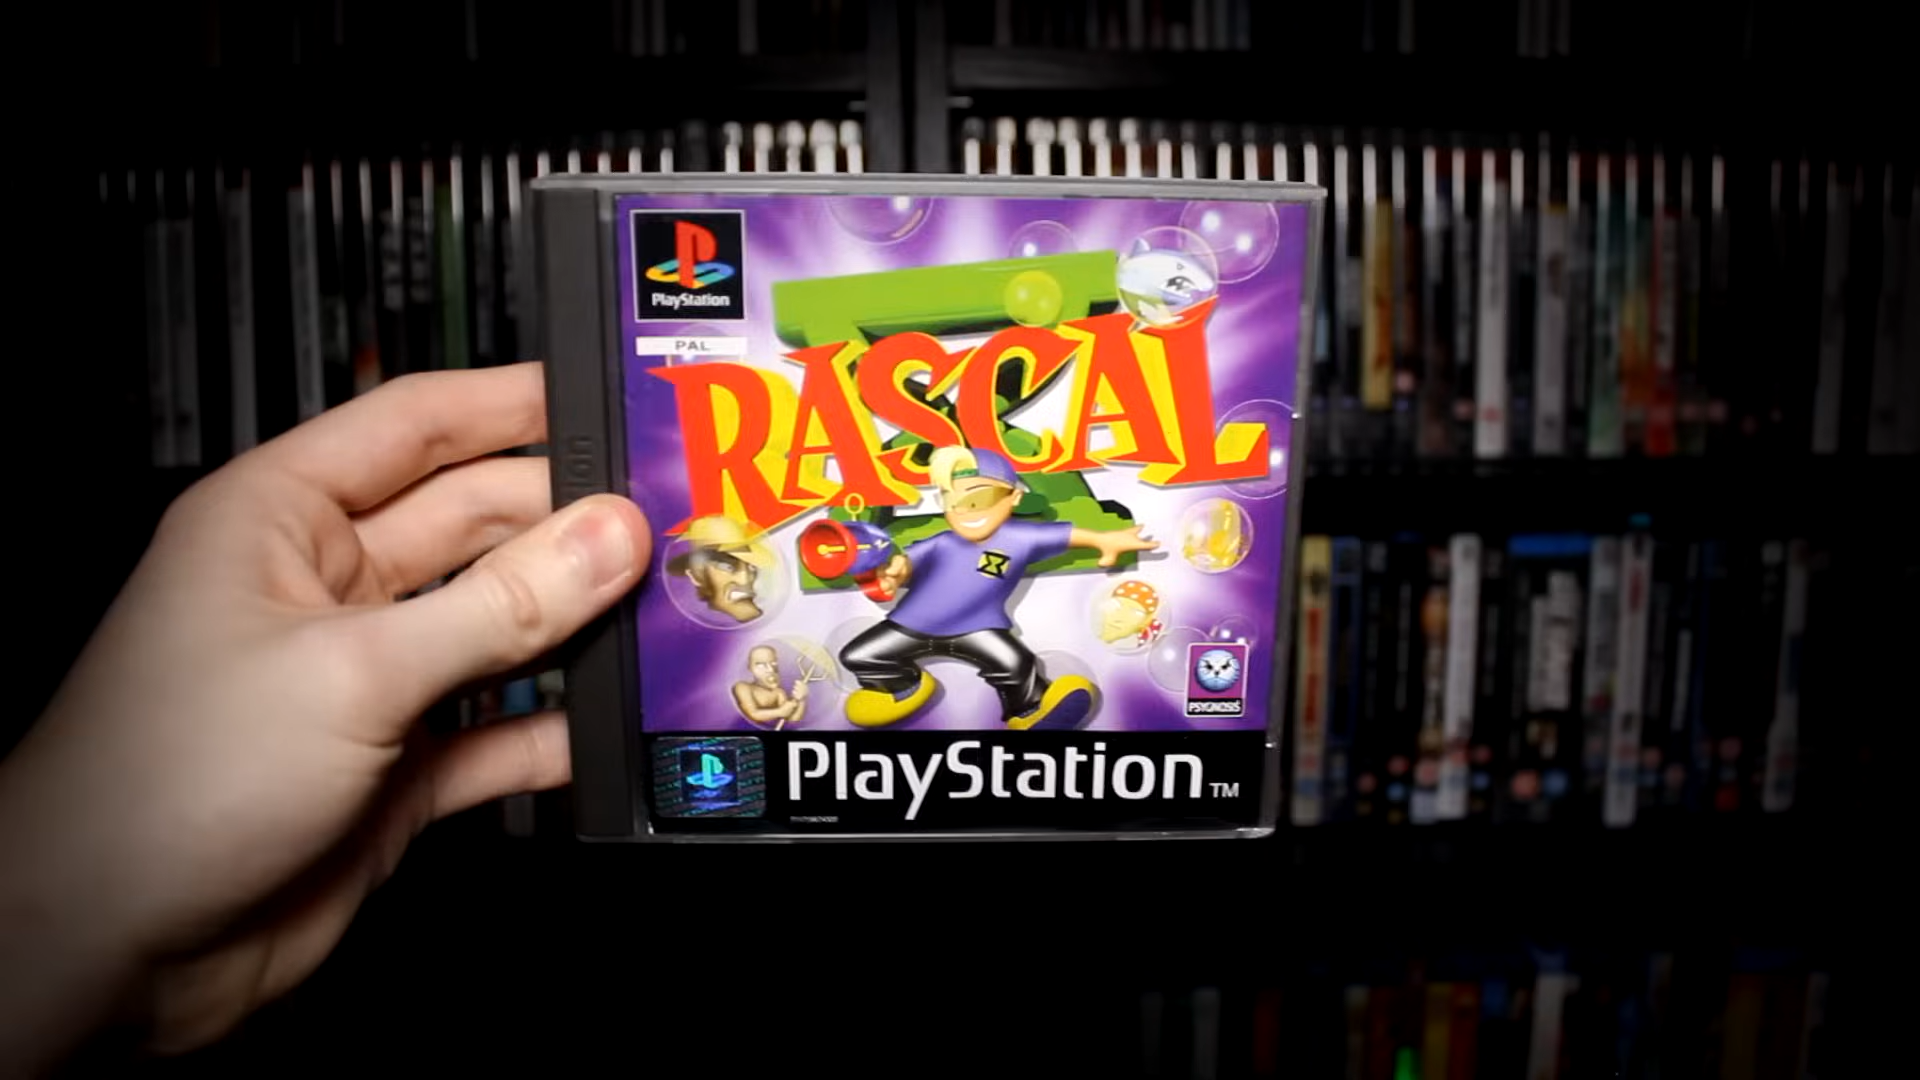 PlayStation
PAL
RASCAL
PSYGNOSIS
PlayStation™